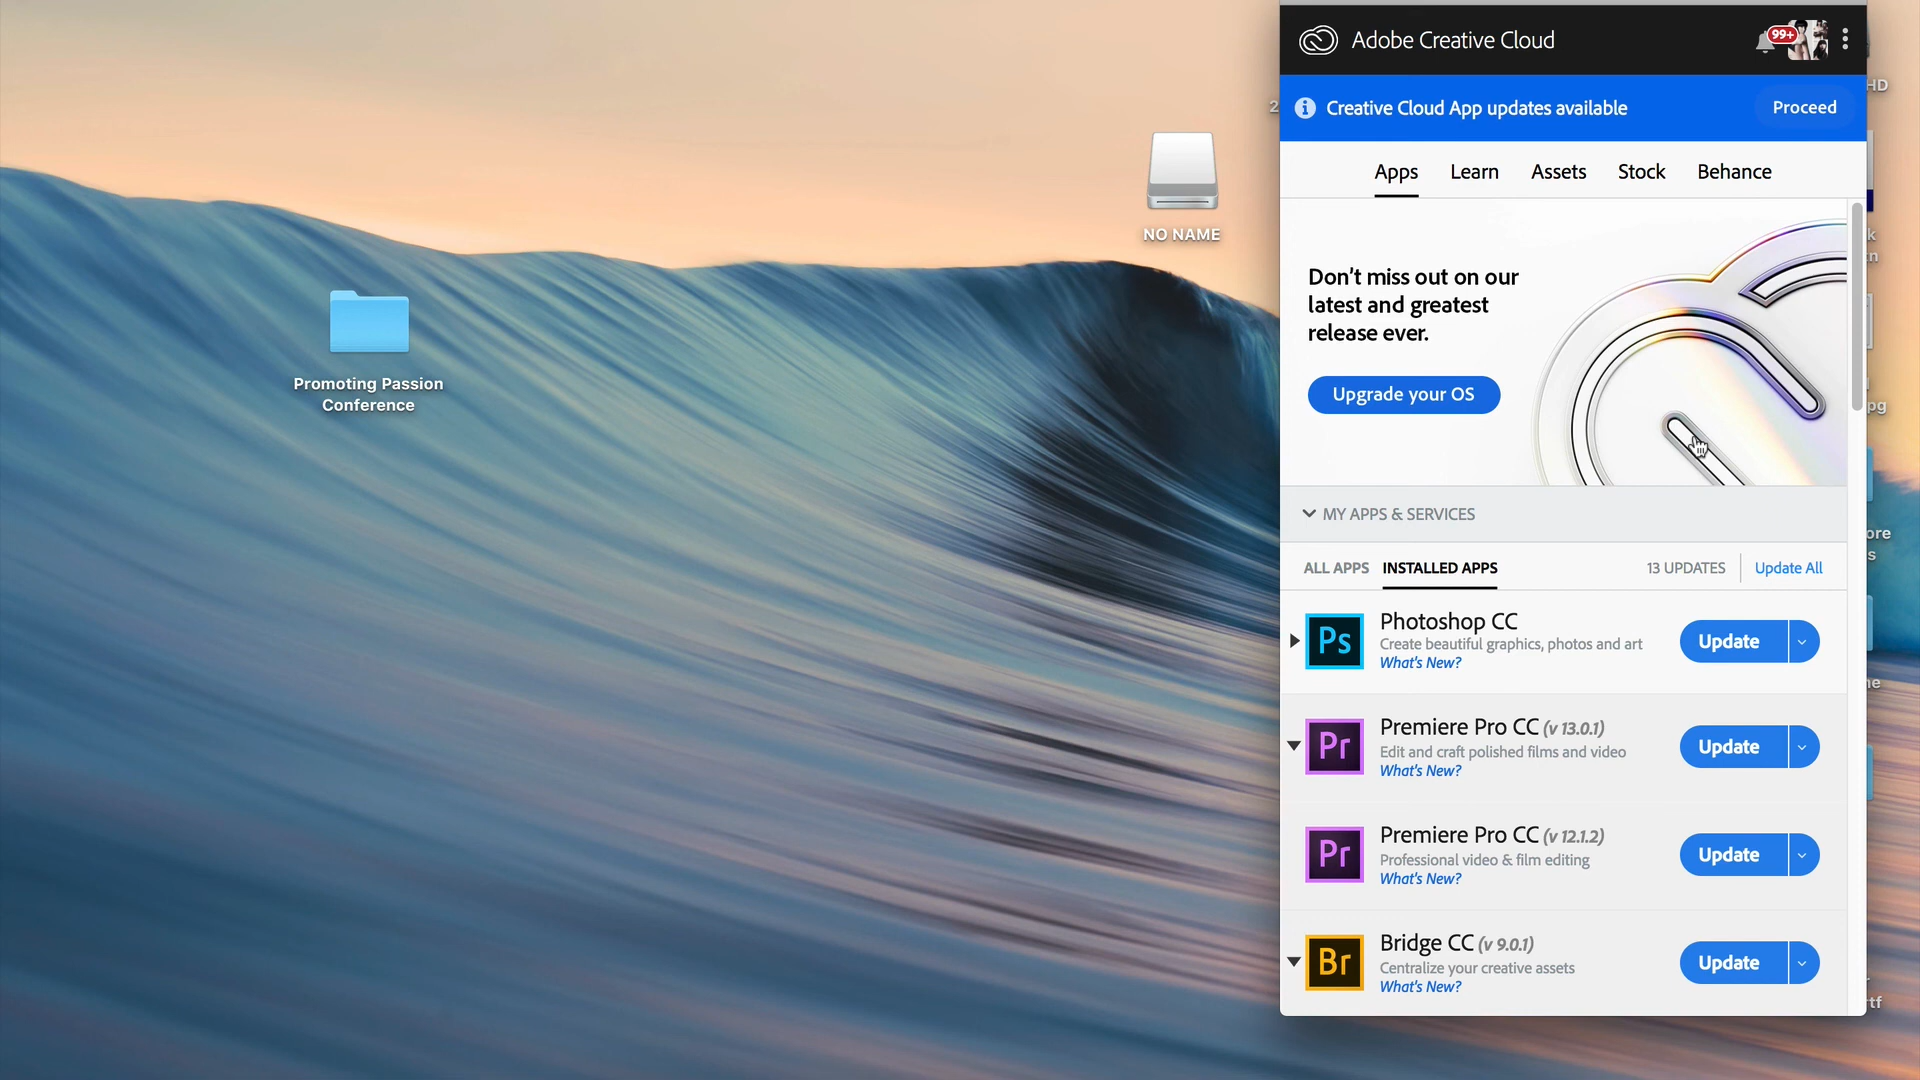 Adobe Creative Cloud
99+
HD
Creative Cloud App updates available
Proceed
Apps
Learn
Assets
Stock
Behance
NO NAME
Don't miss out on our
latest and greatest
release ever.
Upgrade your OS
Promoting Passion
Conference
MY APPS & SERVICES
ALL APPS
INSTALLED APPS
13 UPDATES
Update All
Ps
Photoshop CC
Create beautiful graphics, photos and art
What's New?
Update
Pr
Premiere Pro CC (v 13.0.1)
Edit and craft polished films and video
What's New?
Update
Pr
Premiere Pro CC (v 12.1.2)
Professional video & film editing
What's New?
Update
Br
Bridge CC (v 9.0.1)
Centralize your creative assets
What's New?
Update